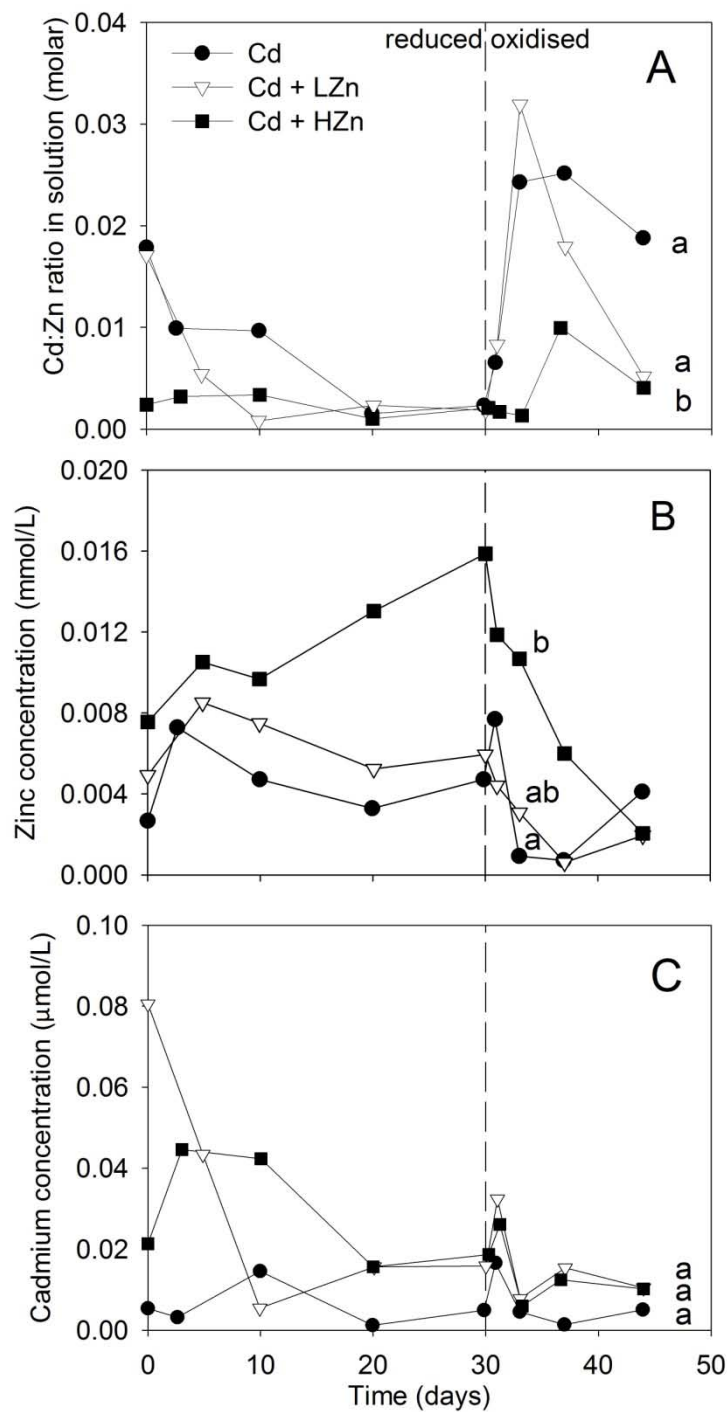 0.04
reduced oxidised
A
Cd
Cd + LZn
Cd + HZn
0.03
0.02
0.01
0.00
Cd:Zn ratio in solution (molar)
a
a
b
0.020
B
0.016
0.012
0.008
0.004
0.000
Zinc concentration (mmol/L)
b
ab
a
0.10
C
0.08
0.06
0.04
0.02
0.00
Cadmium concentration (µmol/L)
a
a
a
0 10 20 30 40 50
Time (days)